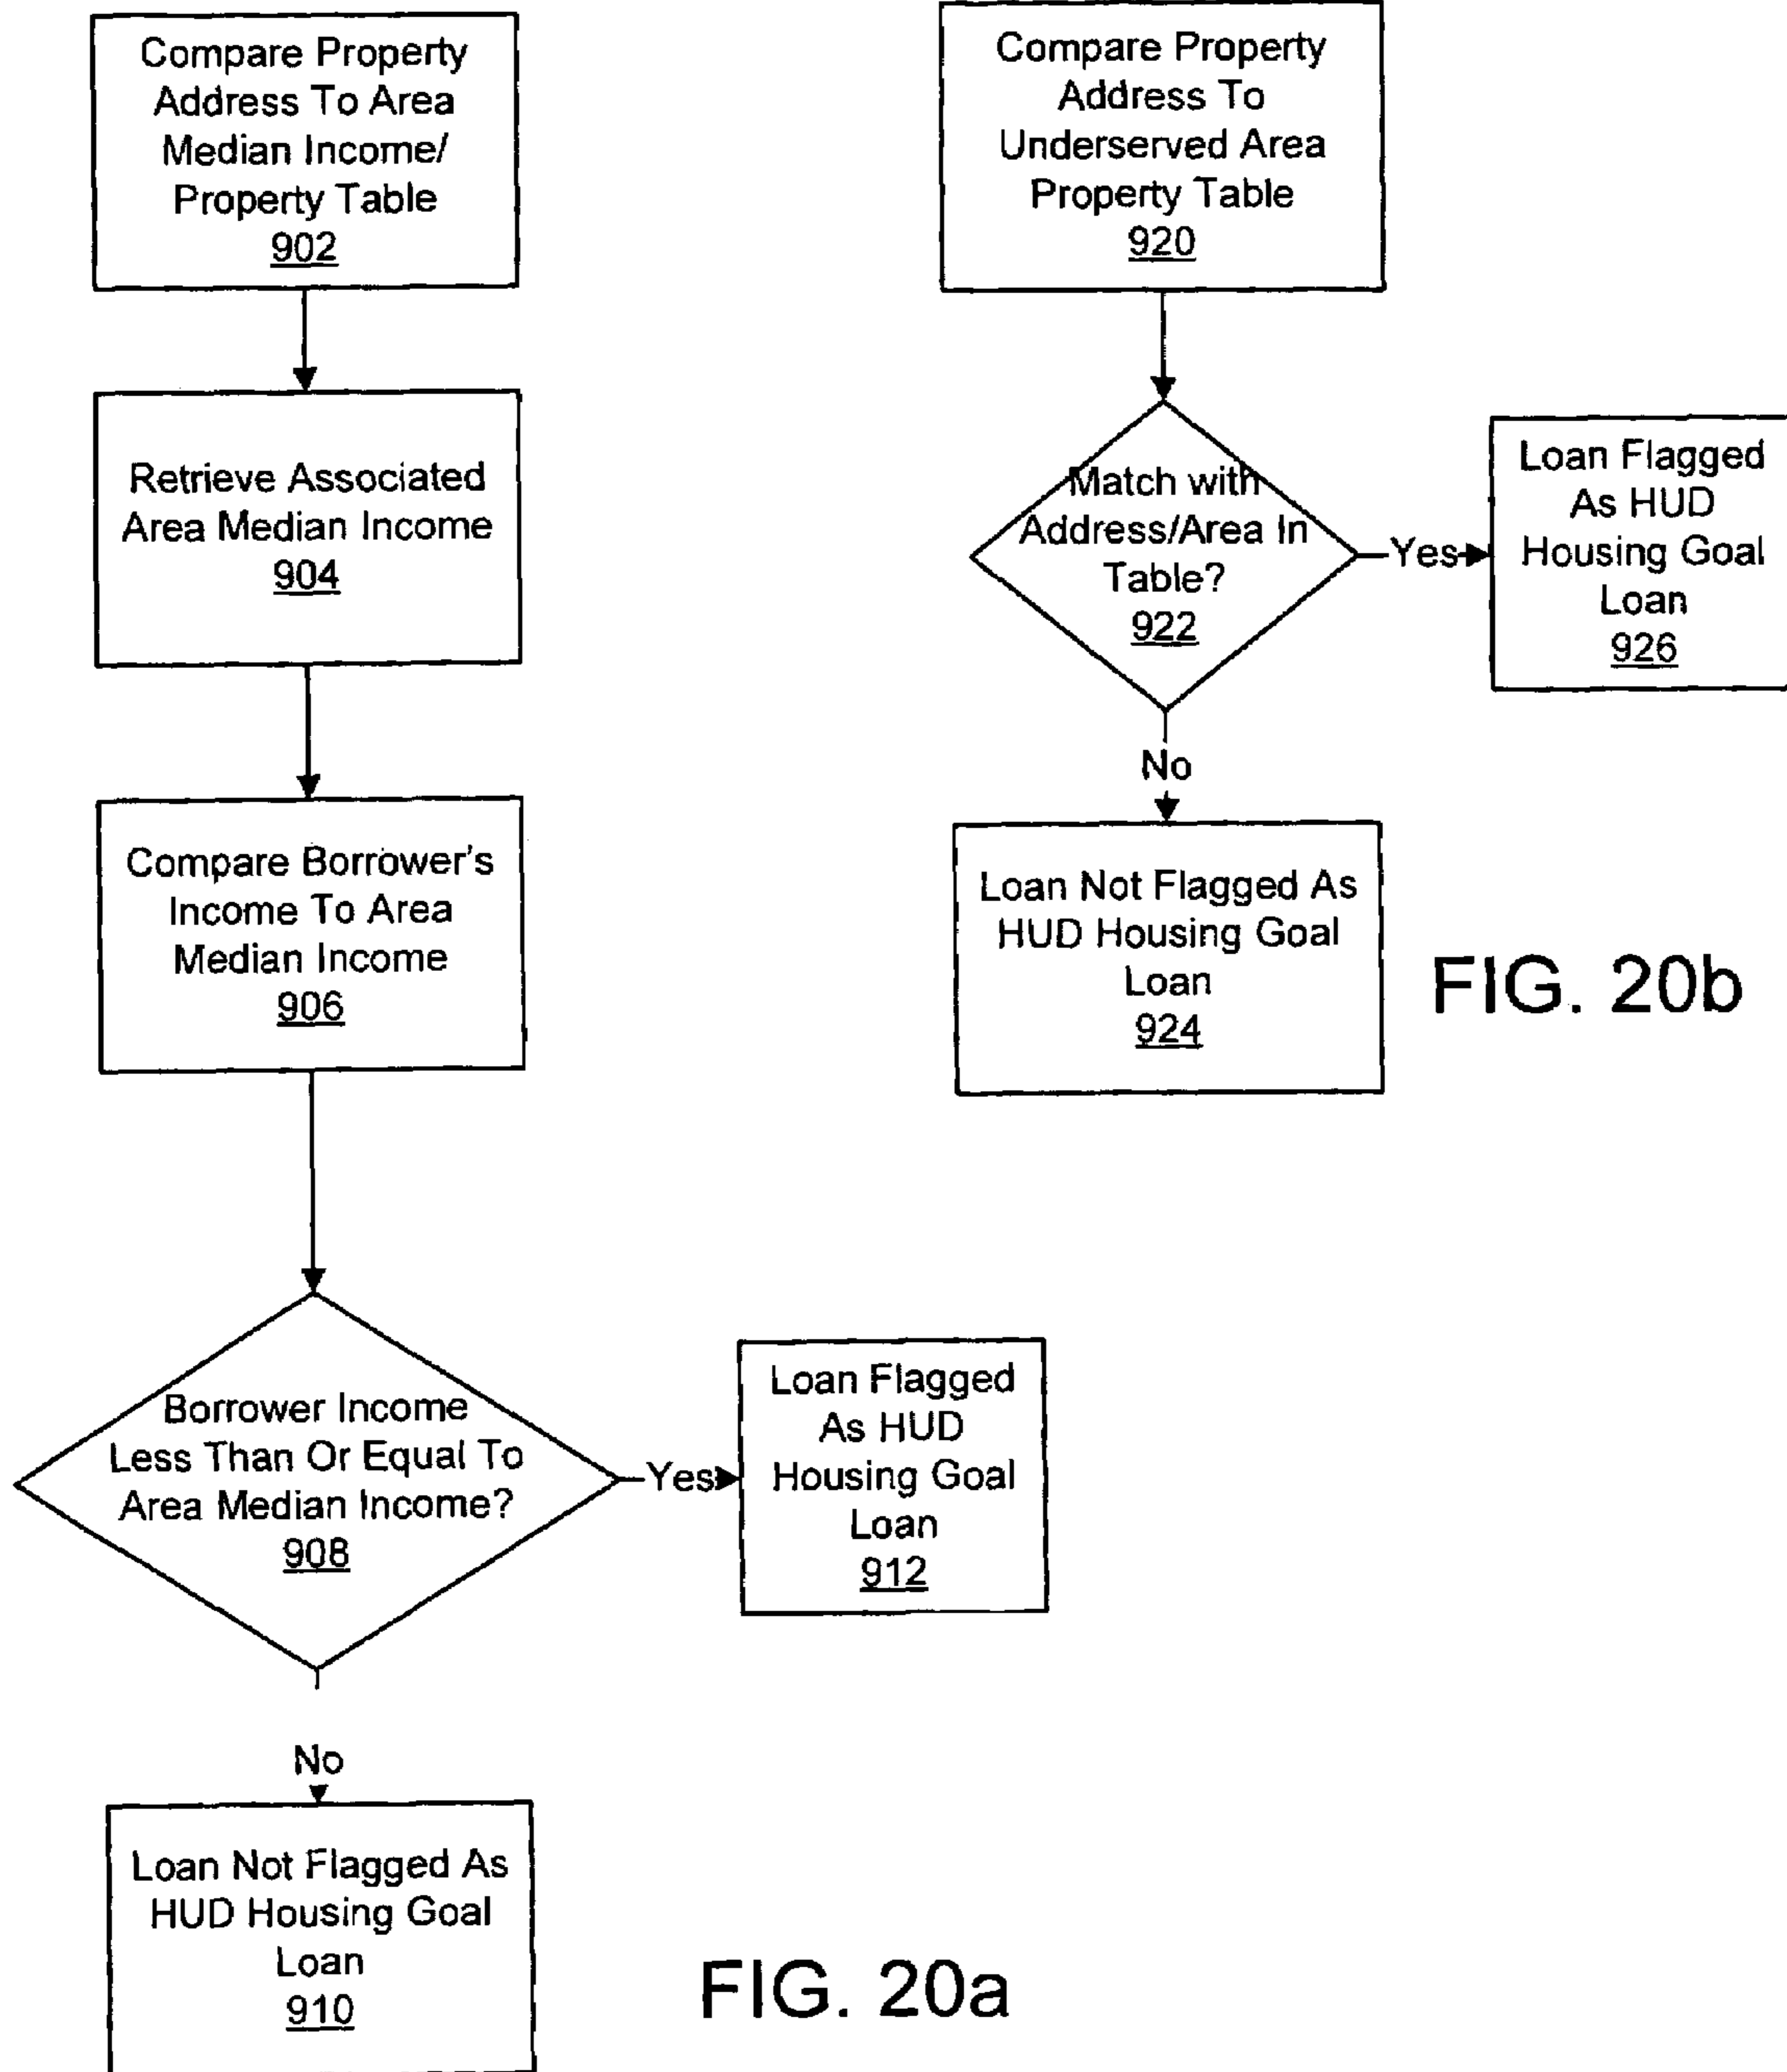 Compare Property
Address To Area
Median Income/
Property Table
902
Retrieve Associated
Area Median Income
904
Compare Borrower's
Income To Area
Median Income
906
Borrower Income
Less Than Or Equal To
Area Median Income?
908
Yes
Loan Flagged
As HUD
Housing Goal
Loan
912
No
Loan Not Flagged As
HUD Housing Goal
Loan
910
FIG. 20a
Compare Property
Address To
Underserved Area
Property Table
920
Match with
Address/Area In
Table?
922
Yes
Loan Flagged
As HUD
Housing Goal
Loan
926
No
Loan Not Flagged As
HUD Housing Goal
Loan
924
FIG. 20b